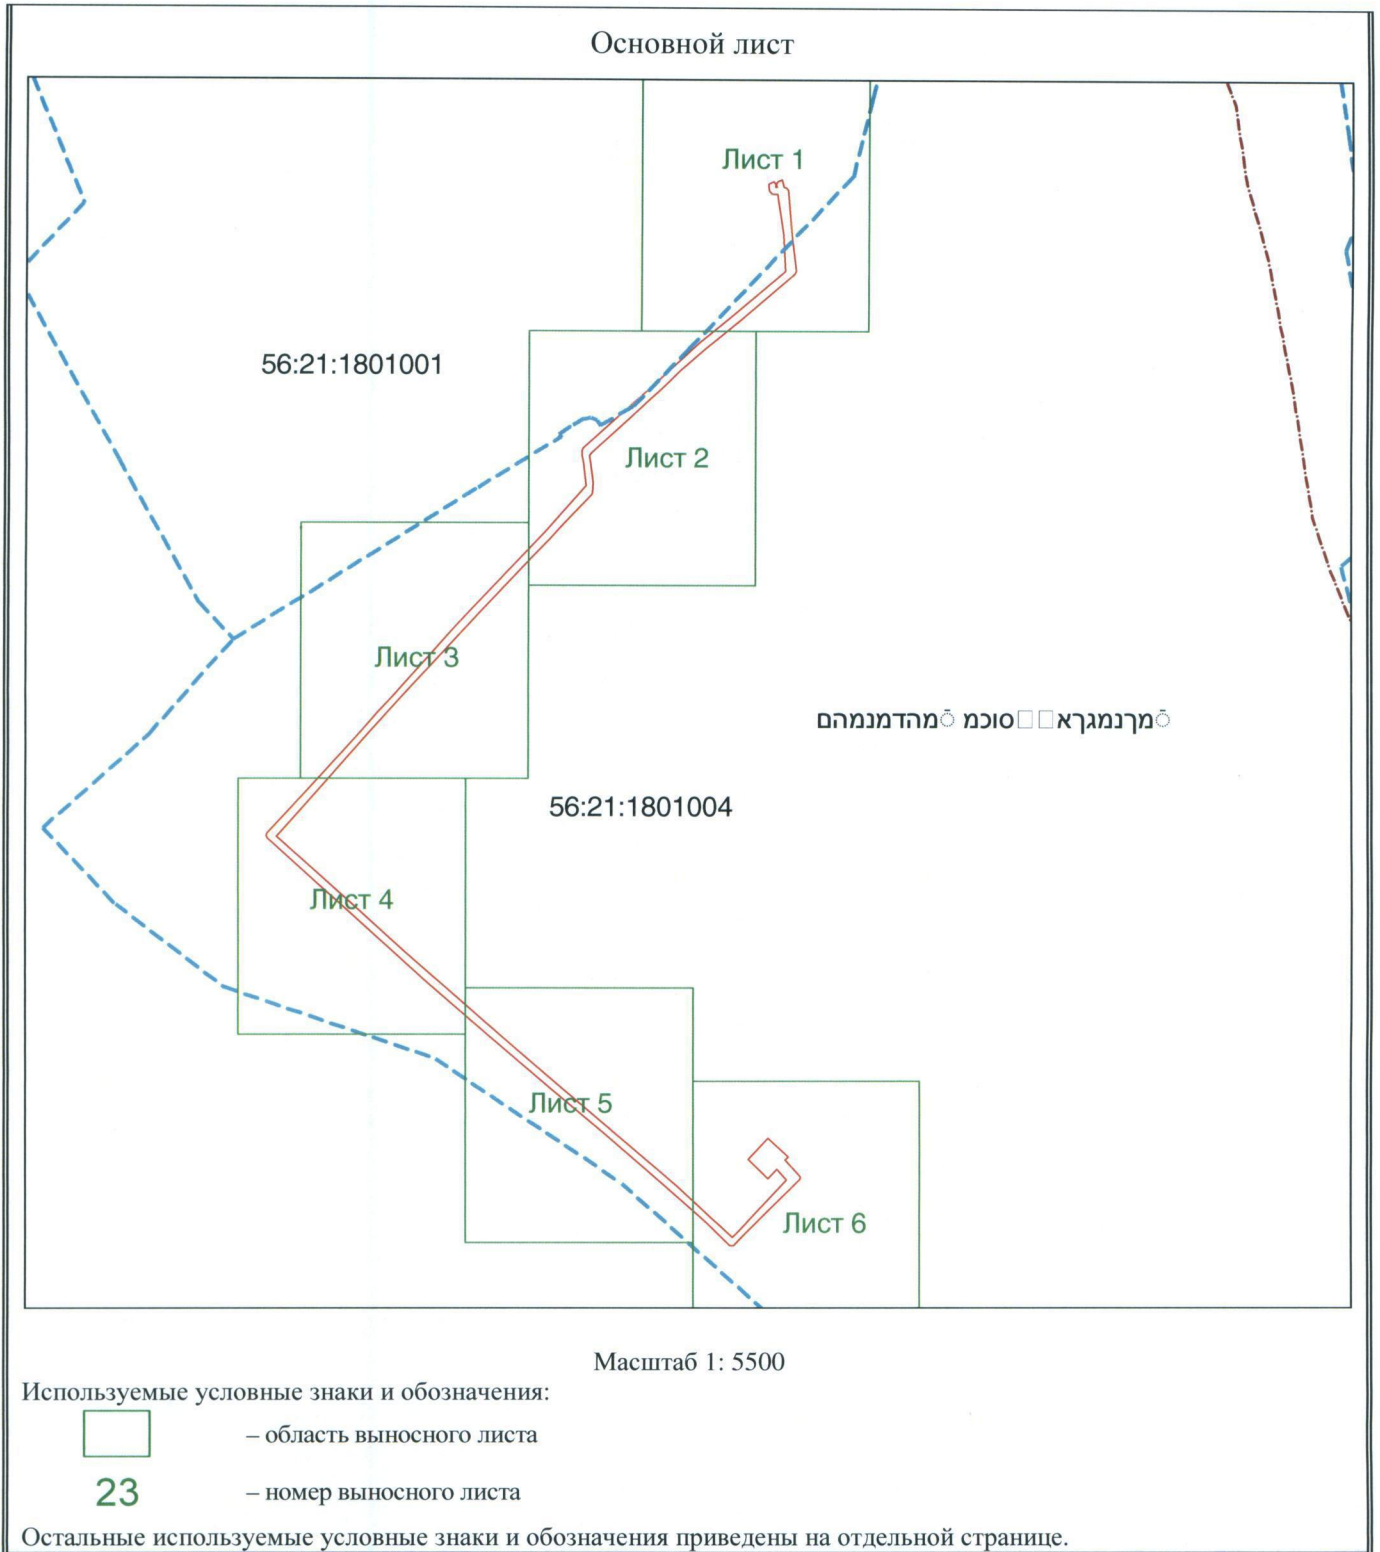 Основной лист
Лист 1
56:21:1801001
Лист 2
Лист 3
56:21:1801004
Лист 4
Лист 5
Лист 6
Масштаб 1: 5500
Используемые условные знаки и обозначения:
– область выносного листа
23
– номер выносного листа
Остальные используемые условные знаки и обозначения приведены на отдельной странице.